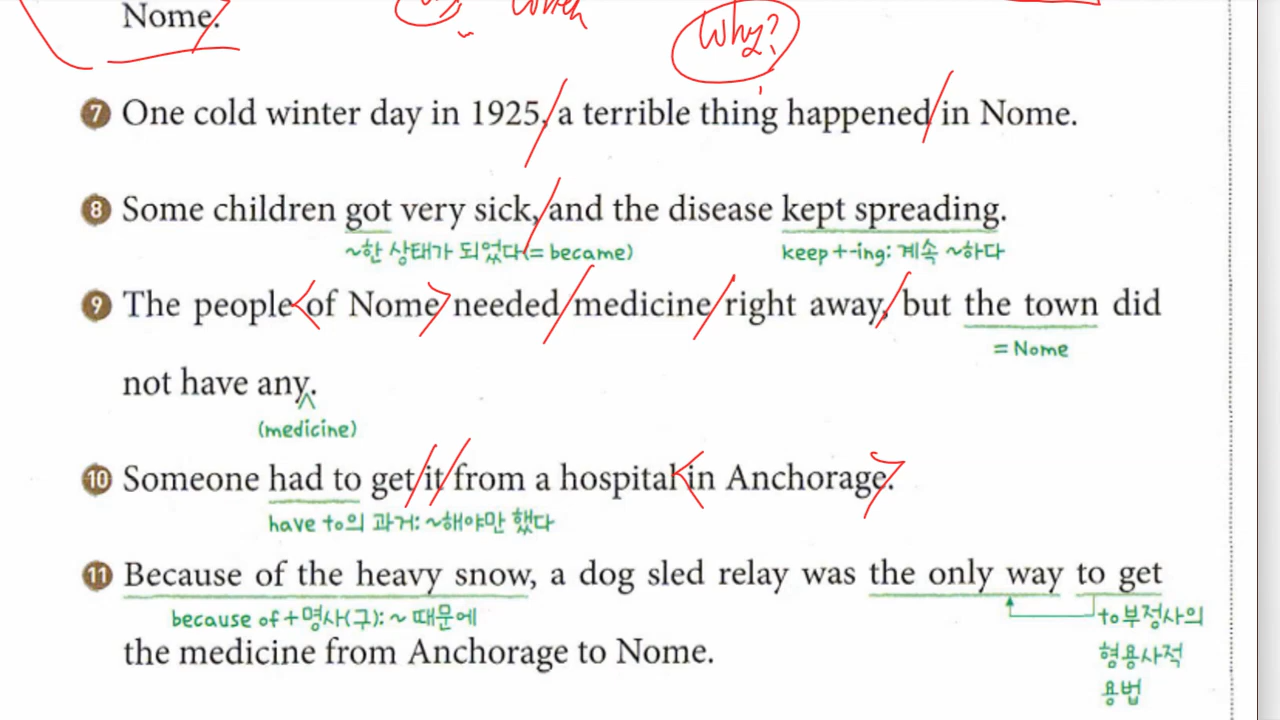 Nome.
Why?
7 One cold winter day in 1925, a terrible thing happened in Nome.
8 Some children got very sick, and the disease kept spreading.
~한 상태가 되었다(= became) keep +-ing: 계속 ~하다
9 The people of Nome needed medicine right away, but the town did
= Nome
not have any.
(medicine)
10 Someone had to get it from a hospital in Anchorage.
have to의 과거: ~해야만 했다
11 Because of the heavy snow, a dog sled relay was the only way to get
because of + 명사(구): ~ 때문에 to부정사의
the medicine from Anchorage to Nome. 형용사적
용법